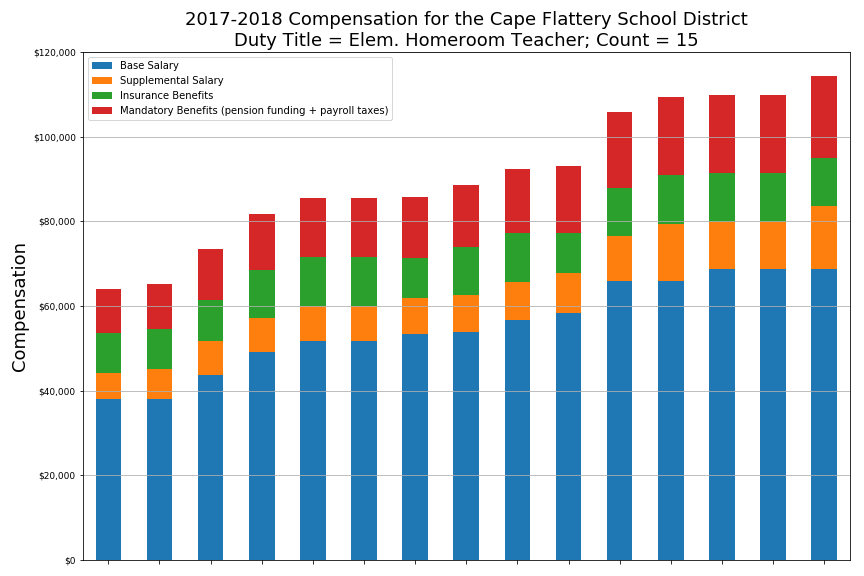 2017-2018 Compensation for the Cape Flattery School District
Duty Title = Elem. Homeroom Teacher; Count = 15
$120,000
Base Salary
Supplemental Salary
Insurance Benefits
Mandatory Benefits (pension funding + payroll taxes)
$100,000
$80,000
$60,000
$40,000
$20,000
$0
Compensation